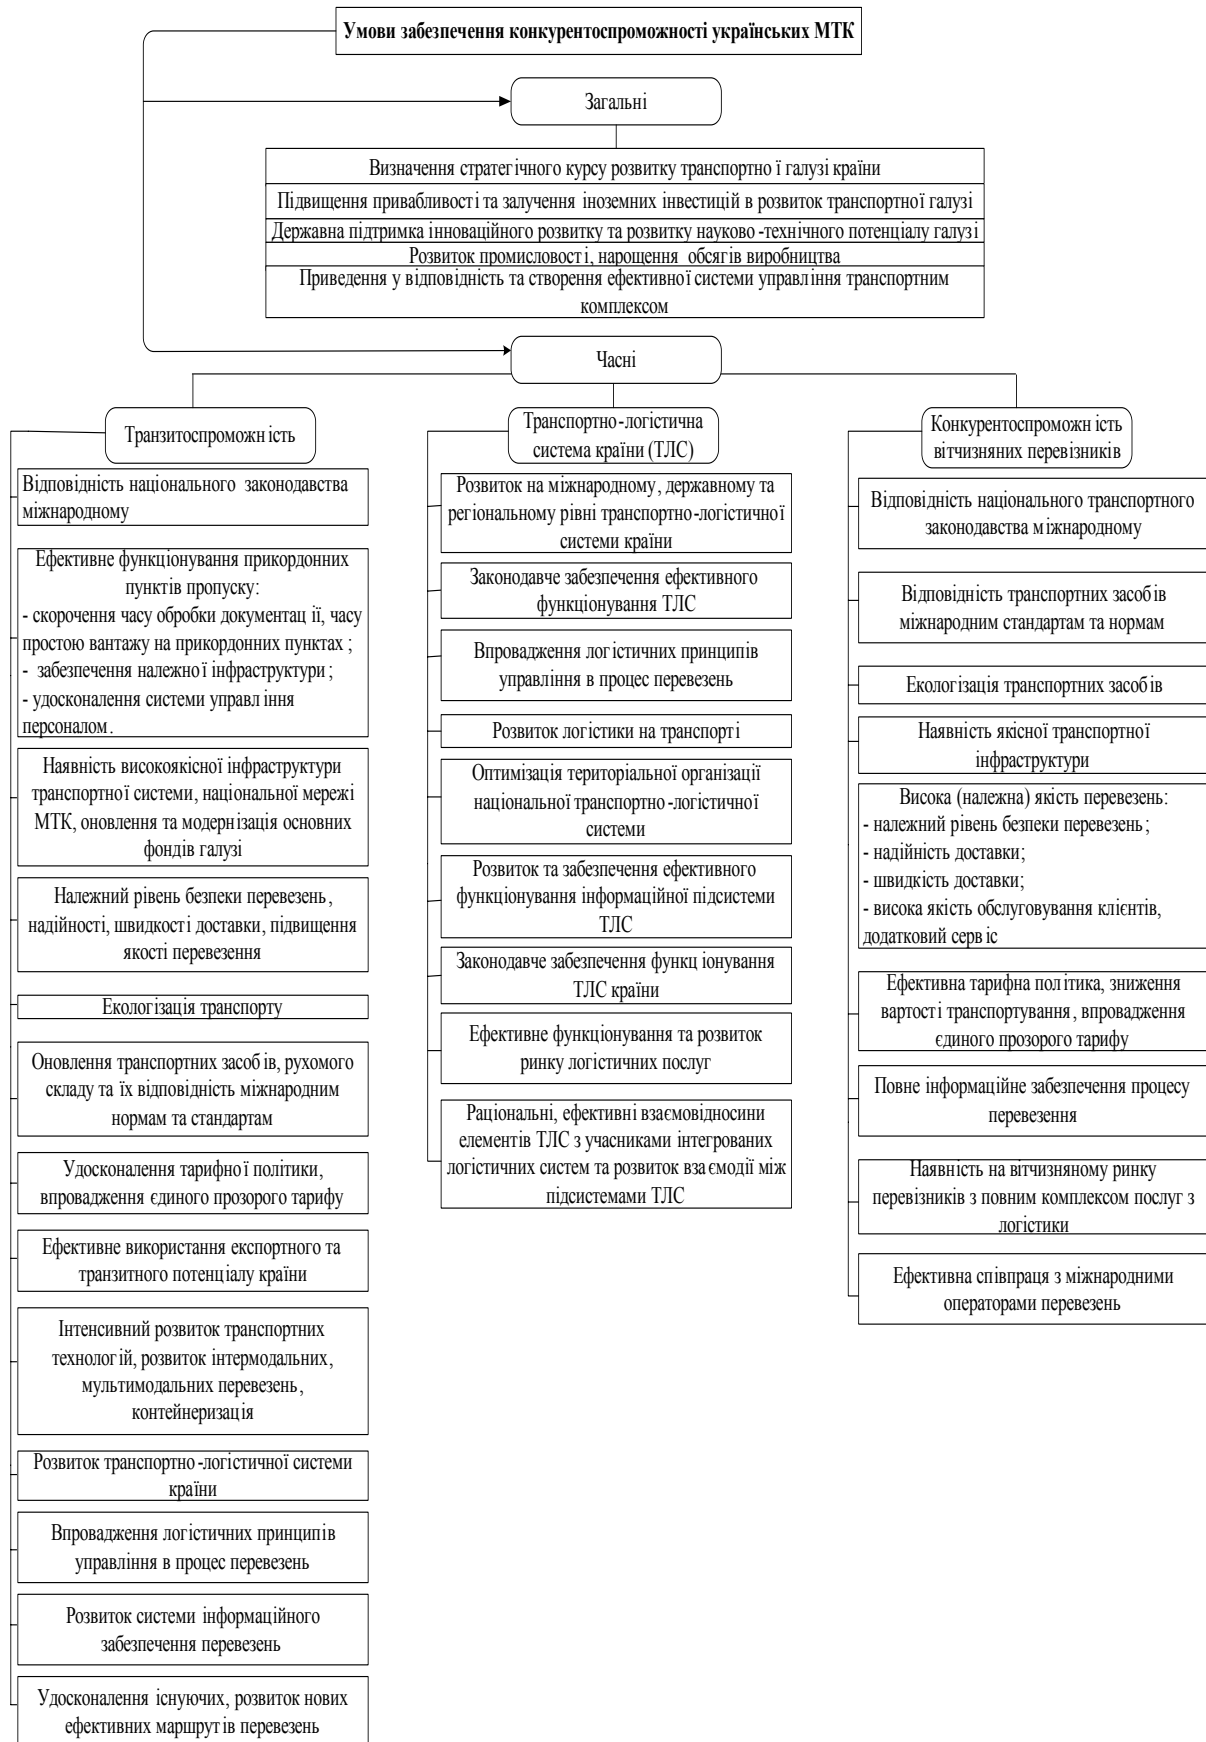 Умови забезпечення конкурентоспроможності українських МТК
Загальні
Визначення стратегічного курсу розвитку транспортної галузі країни
Підвищення привабливості та залучення іноземних інвестицій в розвиток транспортної галузі
Державна підтримка інноваційного розвитку та розвитку науково-технічного потенціалу галузі
Розвиток промисловості, нарощення обсягів виробництва
Приведення у відповідність та створення ефективної системи управління транспортним
комплексом
Часні
Транзитоспроможність
Відповідність національного законодавства
міжнародному
Ефективне функціонування прикордонних
пунктів пропуску:
- скорочення часу обробки документації, часу
простою вантажу на прикордонних пунктах;
- забезпечення належної інфраструктури;
- удосконалення системи управління
персоналом.
Наявність високоякісної інфраструктури
транспортної системи, національної мережі
МТК, оновлення та модернізація основних
фондів галузі
Належний рівень безпеки перевезень,
надійності, швидкості доставки, підвищення
якості перевезення
Екологізація транспорту
Оновлення транспортних засобів, рухомого
складу та їх відповідність міжнародним
нормам та стандартам
Удосконалення тарифної політики,
впровадження єдиного прозорого тарифу
Ефективне використання експортного та
транзитного потенціалу країни
Інтенсивний розвиток транспортних
технологій, розвиток інтермодальних,
мультимодальних перевезень,
контейнеризація
Розвиток транспортно-логістичної системи
країни
Впровадження логістичних принципів
управління в процес перевезень
Розвиток системи інформаційного
забезпечення перевезень
Удосконалення існуючих, розвиток нових
ефективних маршрутів перевезень
Транспортно-логістична
система країни (ТЛС)
Розвиток на міжнародному, державному та
регіональному рівні транспортно-логістичної
системи країни
Законодавче забезпечення ефективного
функціонування ТЛС
Впровадження логістичних принципів
управління в процес перевезень
Розвиток логістики на транспорті
Оптимізація територіальної організації
національної транспортно-логістичної
системи
Розвиток та забезпечення ефективного
функціонування інформаційної підсистеми
ТЛС
Законодавче забезпечення функціонування
ТЛС країни
Ефективне функціонування та розвиток
ринку логістичних послуг
Раціональні, ефективні взаємовідносини
елементів ТЛС з учасниками інтегрованих
логістичних систем та розвиток взаємодії між
підсистемами ТЛС
Конкурентоспроможність
вітчизняних перевізників
Відповідність національного транспортного
законодавства міжнародному
Відповідність транспортних засобів
міжнародним стандартам та нормам
Екологізація транспортних засобів
Наявність якісної транспортної
інфраструктури
Висока (належна) якість перевезень:
- належний рівень безпеки перевезень;
- надійність доставки;
- швидкість доставки;
- висока якість обслуговування клієнтів,
додатковий сервіс
Ефективна тарифна політика, зниження
вартості транспортування, впровадження
єдиного прозорого тарифу
Повне інформаційне забезпечення процесу
перевезення
Наявність на вітчизняному ринку
перевізників з повним комплексом послуг з
логістики
Ефективна співпраця з міжнародними
операторами перевезень